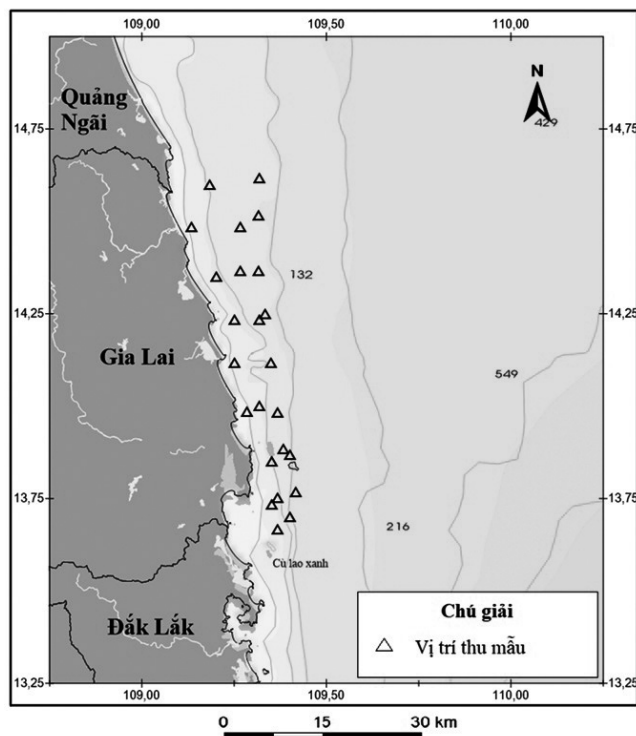 109,00 109,50 110,00
N
429
Quảng
Ngãi
14,75 14,75
132
14,25 14,25
Gia Lai
549
13,75 13,75
216
Cù lao xanh
Đắk Lắk
Chú giải
Vị trí thu mẫu
13,25 13,25
109,00 109,50 110,00
0 15 30 km